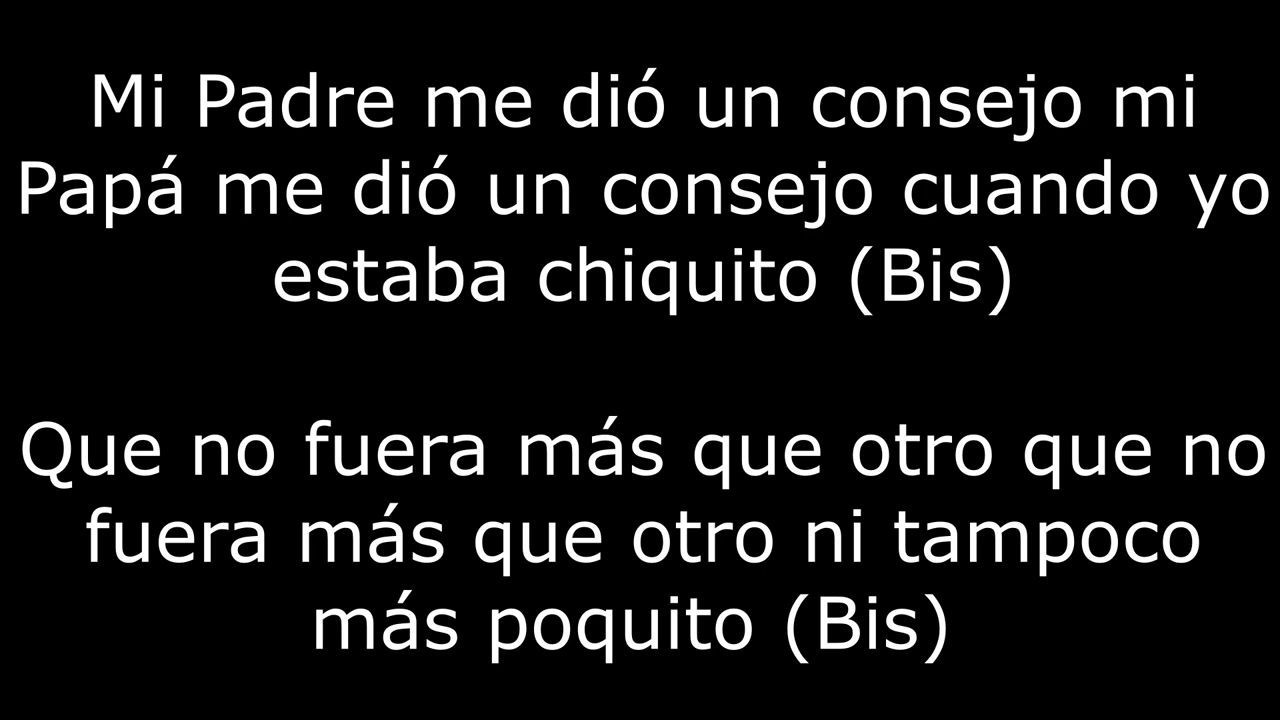 Mi Padre me dió un consejo mi
Papá me dió un consejo cuando yo
estaba chiquito (Bis)
Que no fuera más que otro que no
fuera más que otro ni tampoco
más poquito (Bis)